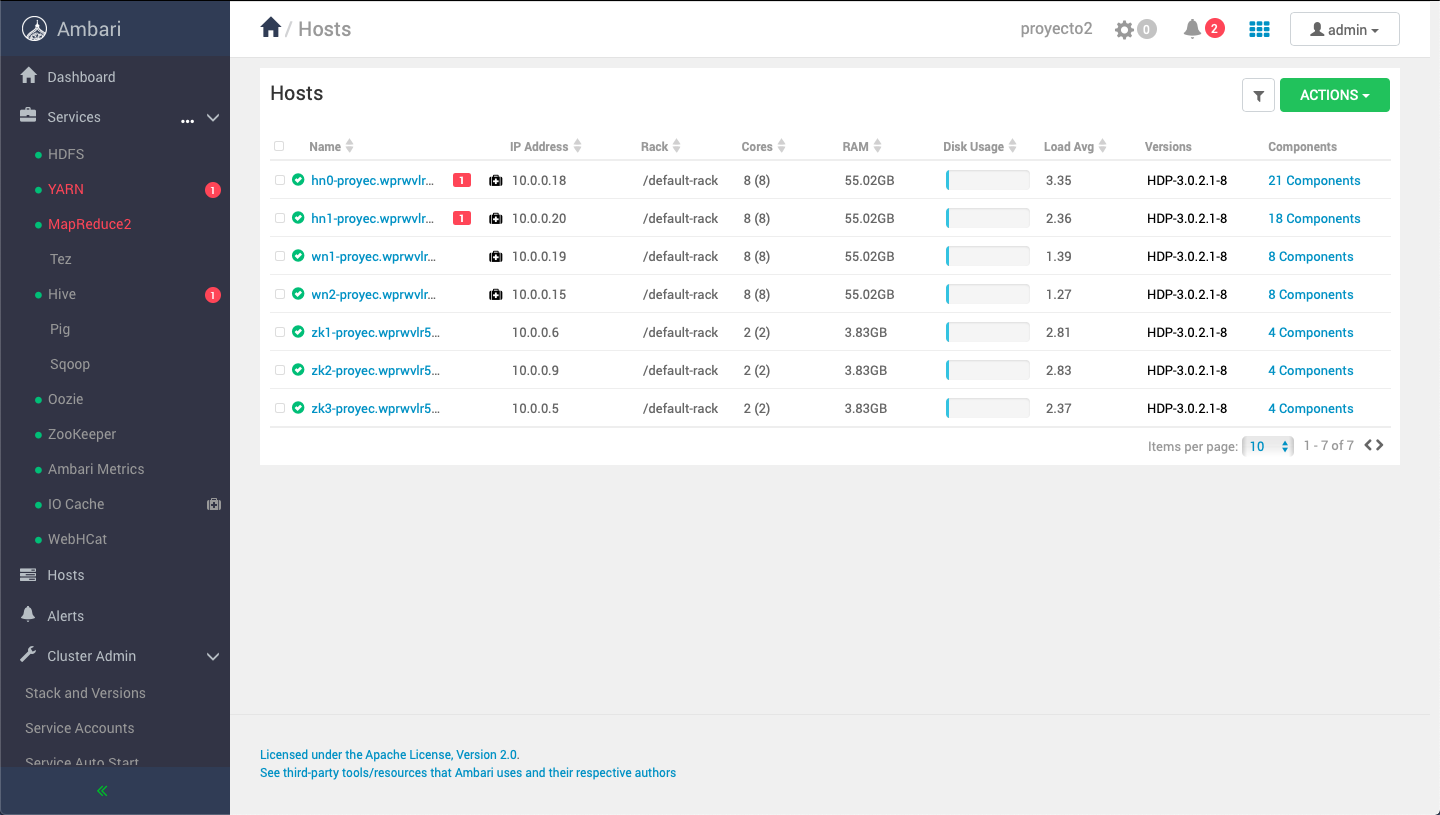 Ambari
/ Hosts
proyecto2
0
2
admin
Dashboard
Services
...
HDFS
YARN 1
MapReduce2
Tez
Hive 1
Pig
Sqoop
Oozie
ZooKeeper
Ambari Metrics
IO Cache
WebHCat
Hosts
Alerts
Cluster Admin
Stack and Versions
Service Accounts
Service Auto Start
Hosts
ACTIONS
Name IP Address Rack Cores RAM Disk Usage Load Avg Versions Components
hn0-proyec.wprwvlr... 1 10.0.0.18 /default-rack 8 (8) 55.02GB 3.35 HDP-3.0.2.1-8 21 Components
hn1-proyec.wprwvlr... 1 10.0.0.20 /default-rack 8 (8) 55.02GB 2.36 HDP-3.0.2.1-8 18 Components
wn1-proyec.wprwvlr... 10.0.0.19 /default-rack 8 (8) 55.02GB 1.39 HDP-3.0.2.1-8 8 Components
wn2-proyec.wprwvlr... 10.0.0.15 /default-rack 8 (8) 55.02GB 1.27 HDP-3.0.2.1-8 8 Components
zk1-proyec.wprwvlr5... 10.0.0.6 /default-rack 2 (2) 3.83GB 2.81 HDP-3.0.2.1-8 4 Components
zk2-proyec.wprwvlr5... 10.0.0.9 /default-rack 2 (2) 3.83GB 2.83 HDP-3.0.2.1-8 4 Components
zk3-proyec.wprwvlr5... 10.0.0.5 /default-rack 2 (2) 3.83GB 2.37 HDP-3.0.2.1-8 4 Components
Items per page: 10 1 - 7 of 7
Licensed under the Apache License, Version 2.0.
See third-party tools/resources that Ambari uses and their respective authors